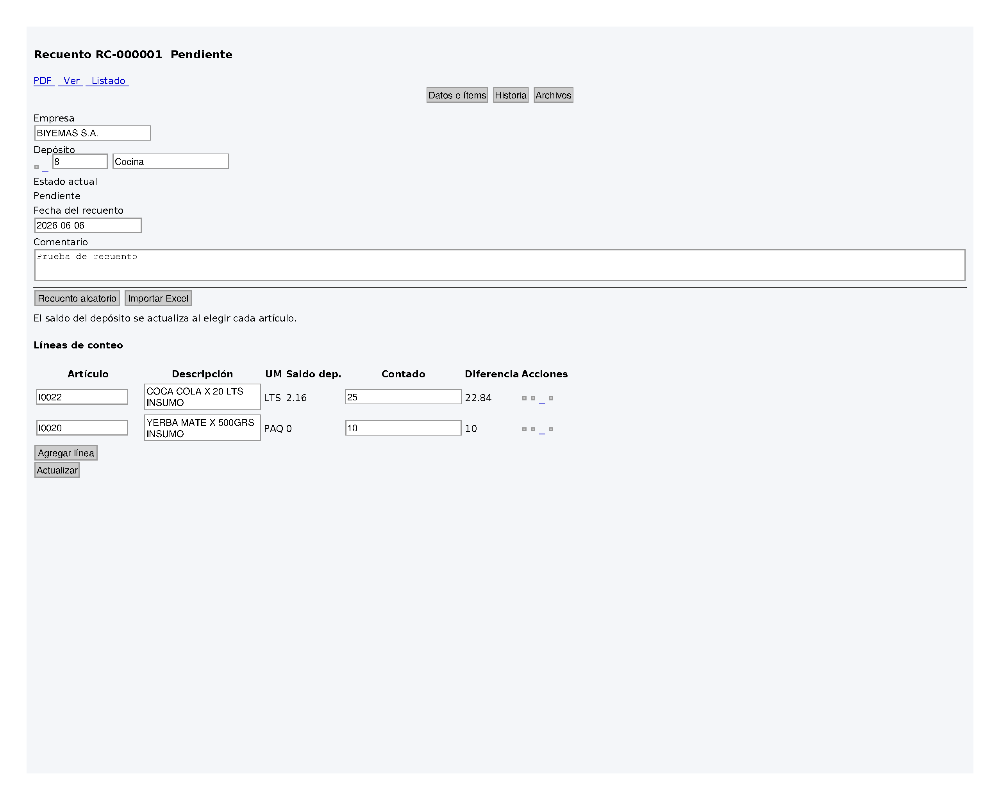 Recuento RC-000001 Pendiente
PDF Ver Listado
Datos e ítems Historia Archivos
Empresa
BIYEMAS S.A.
Depósito
8 Cocina
Estado actual
Pendiente
Fecha del recuento
2026-06-06
Comentario
Prueba de recuento
Recuento aleatorio Importar Excel
El saldo del depósito se actualiza al elegir cada artículo.
Líneas de conteo
Artículo Descripción UM Saldo dep. Contado Diferencia Acciones
I0022 COCA COLA X 20 LTS INSUMO LTS 2.16 25 22.84
I0020 YERBA MATE X 500GRS INSUMO PAQ 0 10 10
Agregar línea
Actualizar